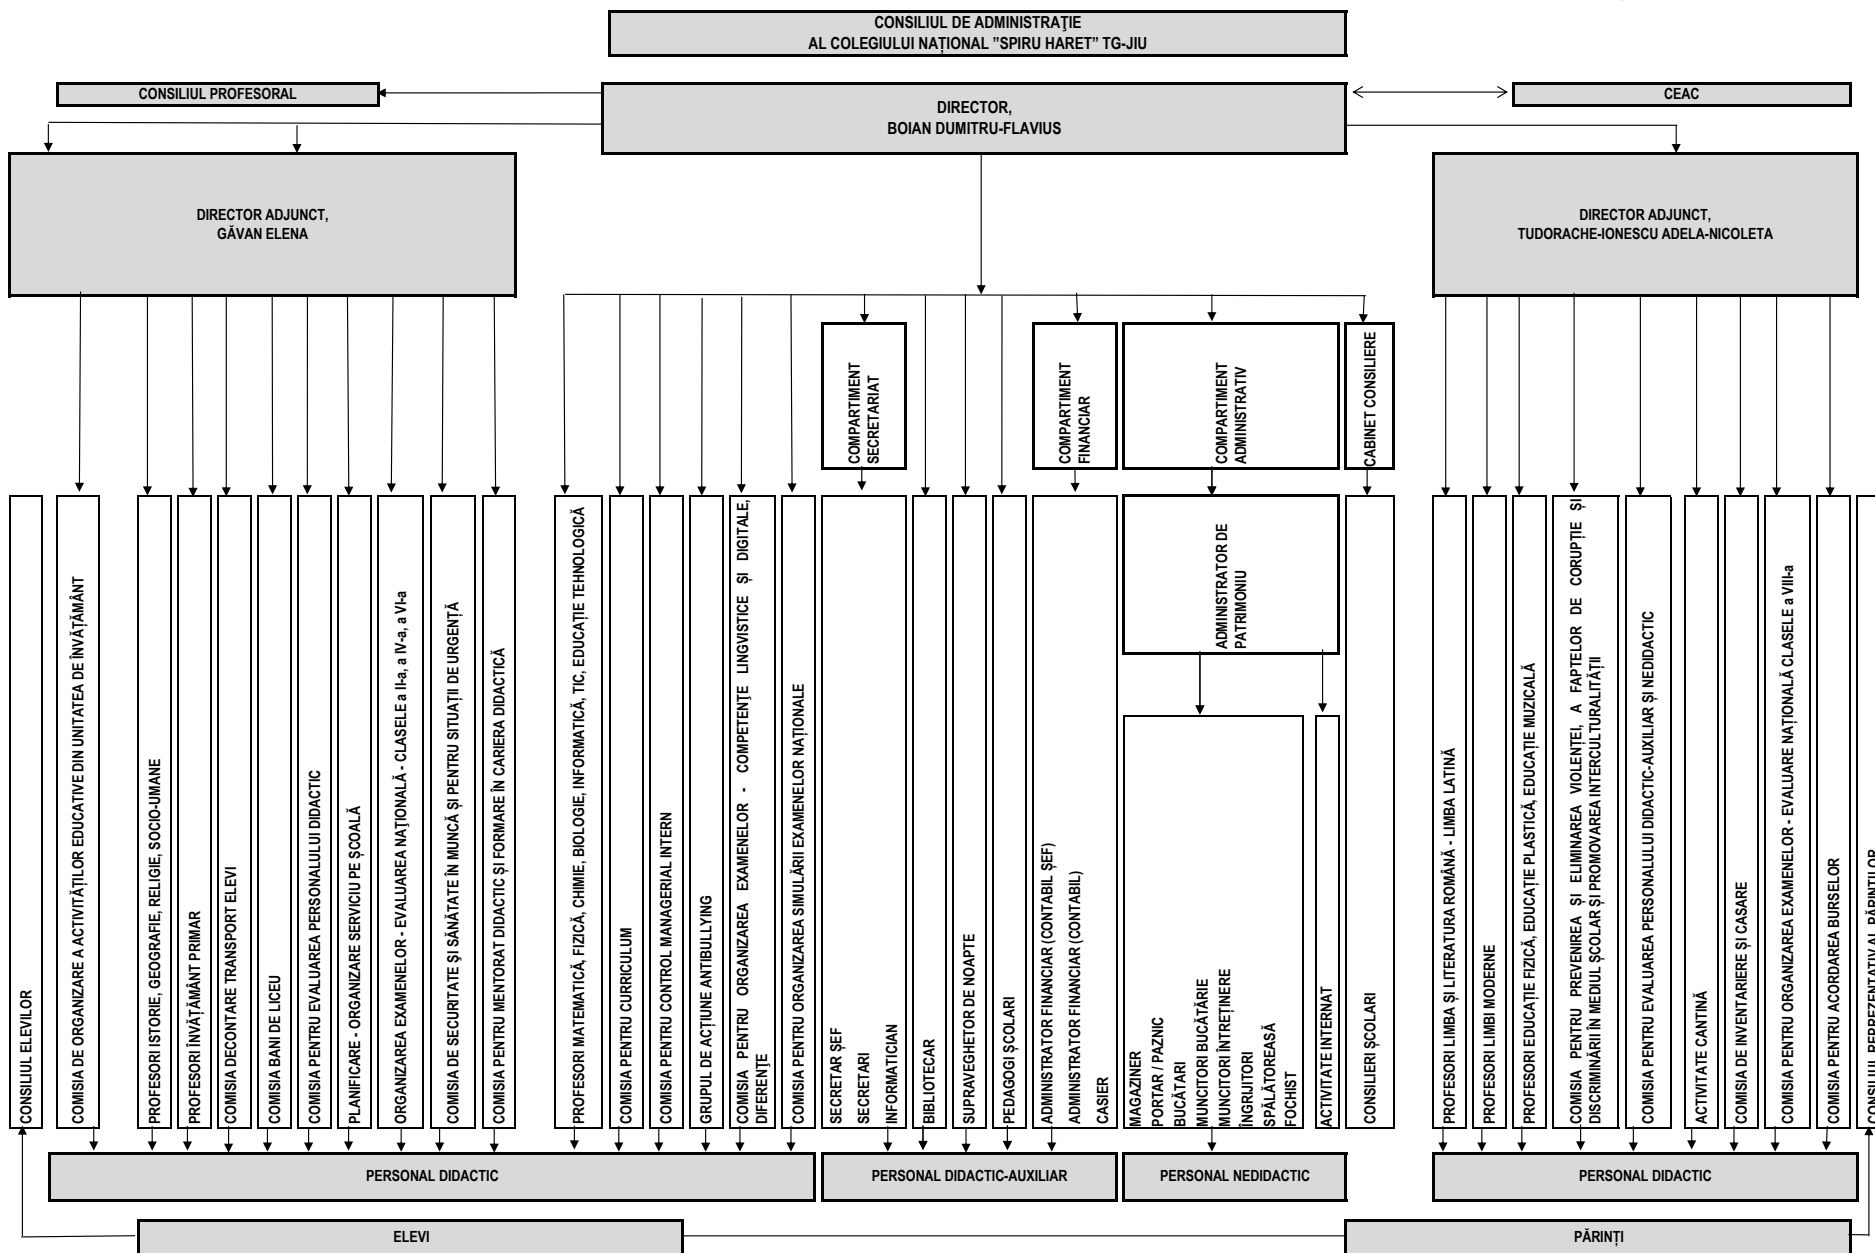 CONSILIUL DE ADMINISTRAŢIE
AL COLEGIULUI NAȚIONAL ”SPIRU HARET” TG-JIU
CONSILIUL PROFESORAL
DIRECTOR,
BOIAN DUMITRU-FLAVIUS
CEAC
DIRECTOR ADJUNCT,
GĂVAN ELENA
DIRECTOR ADJUNCT,
TUDORACHE-IONESCU ADELA-NICOLETA
COMPARTIMENT
SECRETARIAT
COMPARTIMENT
FINANCIAR
COMPARTIMENT
ADMINISTRATIV
CABINET CONSILIERE
ADMINISTRATOR DE
PATRIMONIU
CONSILIUL ELEVILOR
COMISIA DE ORGANIZARE A ACTIVITĂȚILOR EDUCATIVE DIN UNITATEA DE ÎNVĂȚĂMÂNT
PROFESORI ISTORIE, GEOGRAFIE, RELIGIE, SOCIO-UMANE
PROFESORI ÎNVĂȚĂMÂNT PRIMAR
COMISIA DECONTARE TRANSPORT ELEVI
COMISIA BANI DE LICEU
COMISIA PENTRU EVALUAREA PERSONALULUI DIDACTIC
PLANIFICARE - ORGANIZARE SERVICIU PE ȘCOALĂ
ORGANIZAREA EXAMENELOR - EVALUAREA NAŢIONALĂ - CLASELE a II-a, a IV-a, a VI-a
COMISIA DE SECURITATE ȘI SĂNĂTATE ÎN MUNCĂ ȘI PENTRU SITUAȚII DE URGENȚĂ
COMISIA PENTRU MENTORAT DIDACTIC ȘI FORMARE ÎN CARIERA DIDACTICĂ
PROFESORI MATEMATICĂ, FIZICĂ, CHIMIE, BIOLOGIE, INFORMATICĂ, TIC, EDUCAȚIE TEHNOLOGICĂ
COMISIA PENTRU CURRICULUM
COMISIA PENTRU CONTROL MANAGERIAL INTERN
GRUPUL DE ACȚIUNE ANTIBULLYING
COMISIA PENTRU ORGANIZAREA EXAMENELOR - COMPETENŢE LINGVISTICE ȘI DIGITALE,
DIFERENȚE
COMISIA PENTRU ORGANIZAREA SIMULĂRII EXAMENELOR NAȚIONALE
SECRETAR ȘEF
SECRETARI
INFORMATICIAN
BIBLIOTECAR
SUPRAVEGHETOR DE NOAPTE
PEDAGOGI ȘCOLARI
ADMINISTRATOR FINANCIAR (CONTABIL ȘEF)
ADMINISTRATOR FINANCIAR (CONTABIL)
CASIER
MAGAZINER
PORTAR / PAZNIC
BUCĂTARI
MUNCITORI BUCĂTĂRIE
MUNCITORI ÎNTREȚINERE
ÎNGRIJITORI
SPĂLĂTOREASĂ
FOCHIST
ACTIVITATE INTERNAT
CONSILIERI ȘCOLARI
PROFESORI LIMBA ȘI LITERATURA ROMÂNĂ - LIMBA LATINĂ
PROFESORI LIMBI MODERNE
PROFESORI EDUCAȚIE FIZICĂ, EDUCAȚIE PLASTICĂ, EDUCAȚIE MUZICALĂ
COMISIA PENTRU PREVENIREA ȘI ELIMINAREA VIOLENȚEI, A FAPTELOR DE CORUPȚIE ȘI
DISCRIMINĂRII ÎN MEDIUL ȘCOLAR ȘI PROMOVAREA INTERCULTURALITĂȚII
COMISIA PENTRU EVALUAREA PERSONALULUI DIDACTIC-AUXILIAR ȘI NEDIDACTIC
ACTIVITATE CANTINĂ
COMISIA DE INVENTARIERE ȘI CASARE
COMISIA PENTRU ORGANIZAREA EXAMENELOR - EVALUARE NAȚIONALĂ CLASELE a VIII-a
COMISIA PENTRU ACORDAREA BURSELOR
CONSILIUL REPREZENTATIV AL PĂRINȚILOR
PERSONAL DIDACTIC
PERSONAL DIDACTIC-AUXILIAR
PERSONAL NEDIDACTIC
PERSONAL DIDACTIC
ELEVI
PĂRINȚI